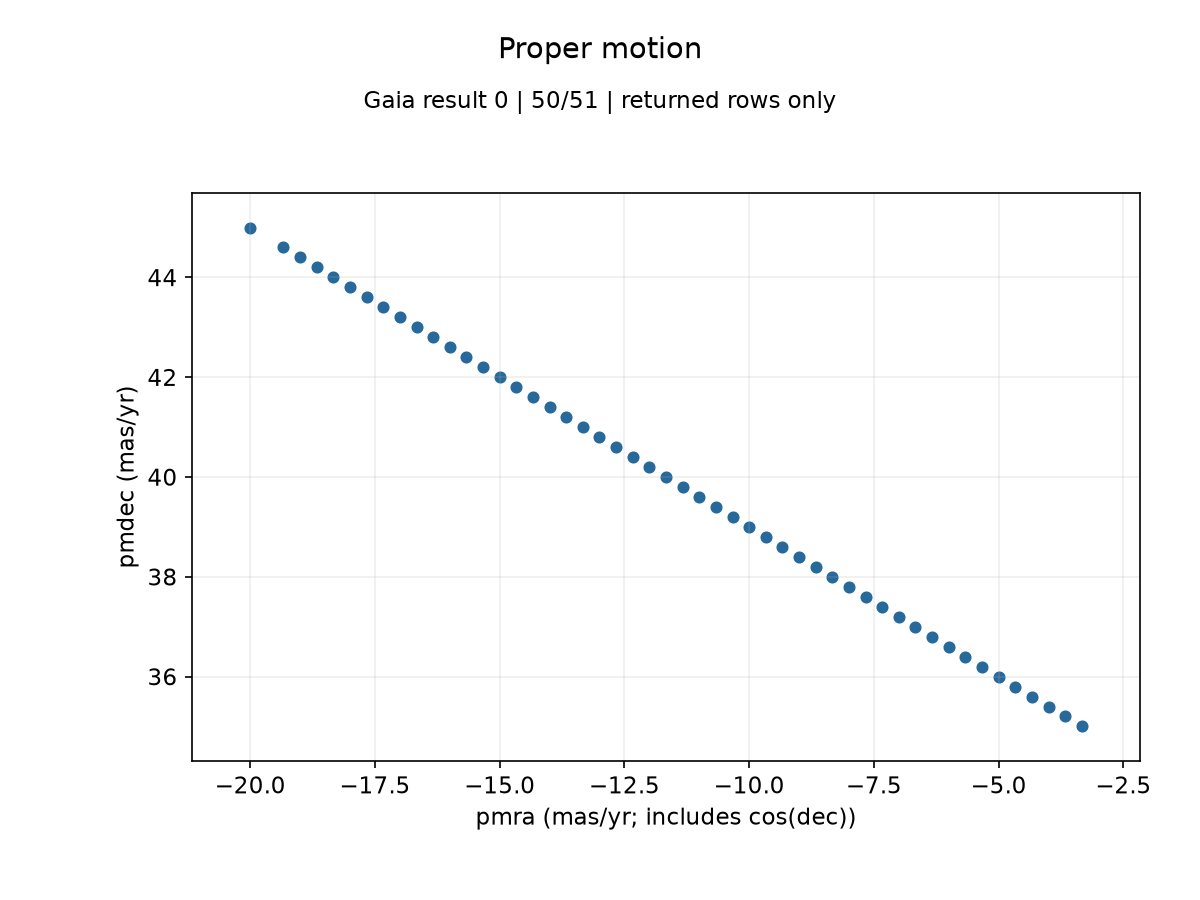 Proper motion
Gaia result 0 | 50/51 | returned rows only
pmdec (mas/yr)
44
42
40
38
36
−20.0 −17.5 −15.0 −12.5 −10.0 −7.5 −5.0 −2.5
pmra (mas/yr; includes cos(dec))